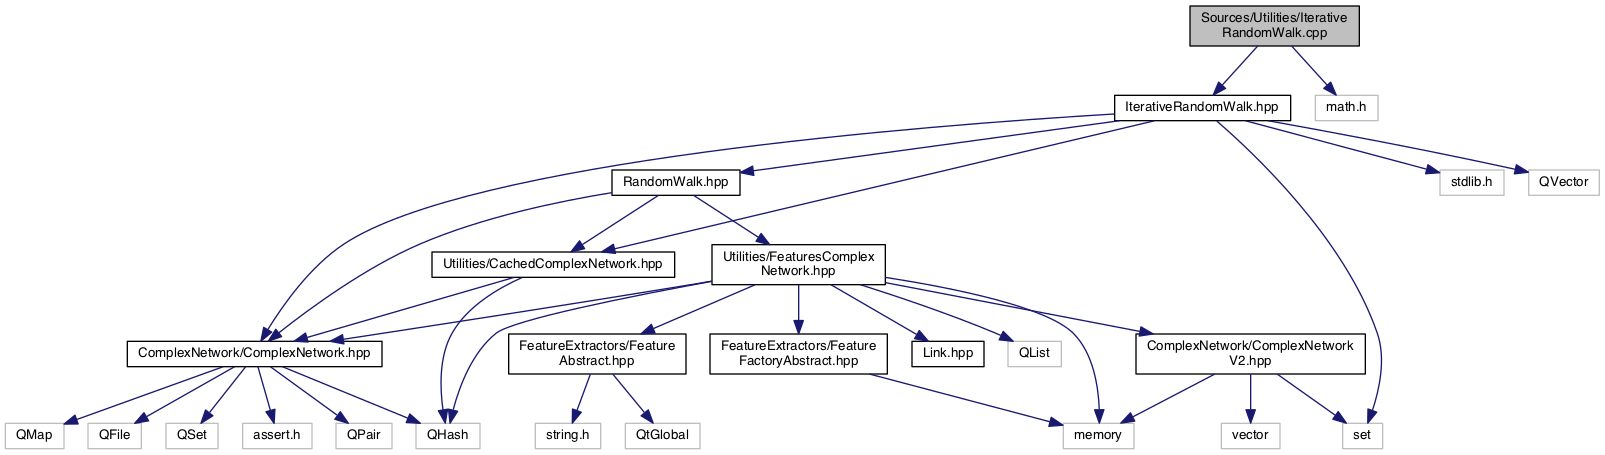 Sources/Utilities/Iterative
RandomWalk.cpp
IterativeRandomWalk.hpp
math.h
RandomWalk.hpp
stdlib.h
QVector
Utilities/CachedComplexNetwork.hpp
Utilities/FeaturesComplex
Network.hpp
ComplexNetwork/ComplexNetwork.hpp
FeatureExtractors/Feature
Abstract.hpp
FeatureExtractors/Feature
FactoryAbstract.hpp
Link.hpp
QList
ComplexNetwork/ComplexNetwork
V2.hpp
QMap
QFile
QSet
assert.h
QPair
QHash
string.h
QtGlobal
memory
vector
set